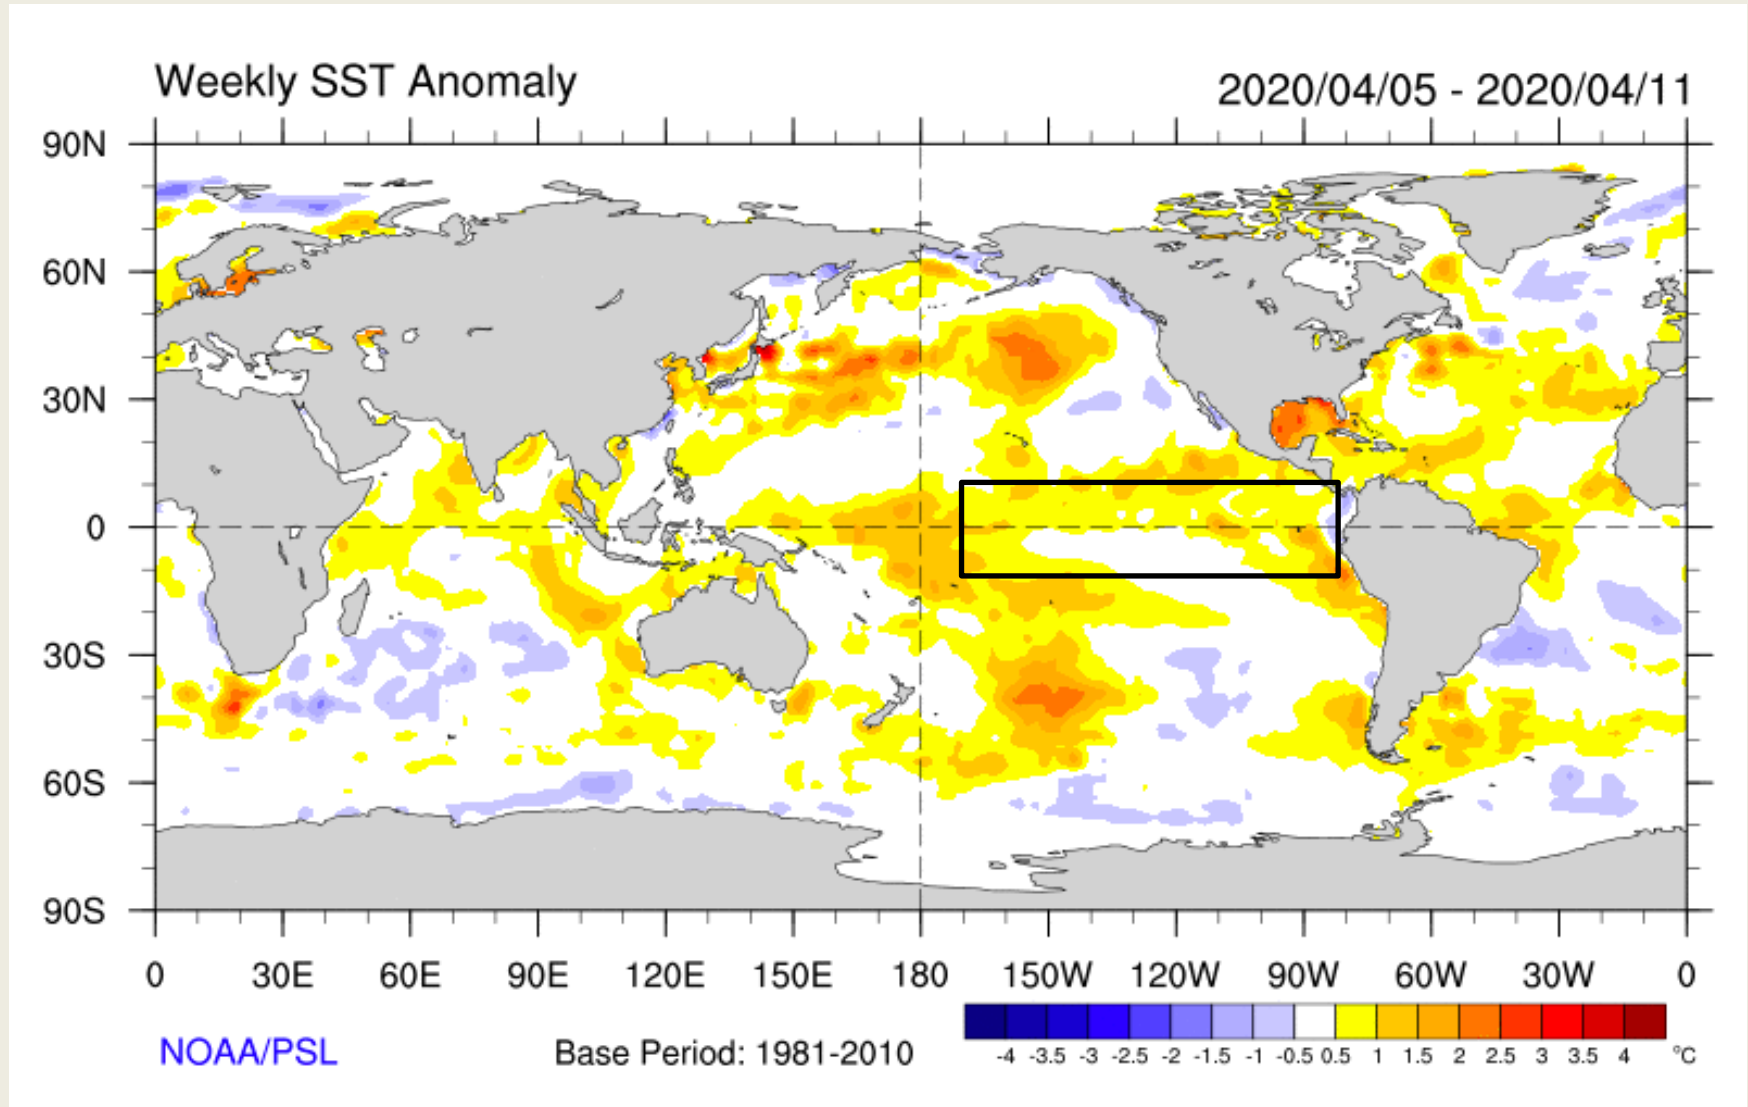 Weekly SST Anomaly
2020/04/05 - 2020/04/11
90N
60N
30N
0
30S
60S
90S
0 30E 60E 90E 120E 150E 180 150W 120W 90W 60W 30W 0
-4 -3.5 -3 -2.5 -2 -1.5 -1 -0.5 0.5 1 1.5 2 2.5 3 3.5 4 °C
NOAA/PSL
Base Period: 1981-2010